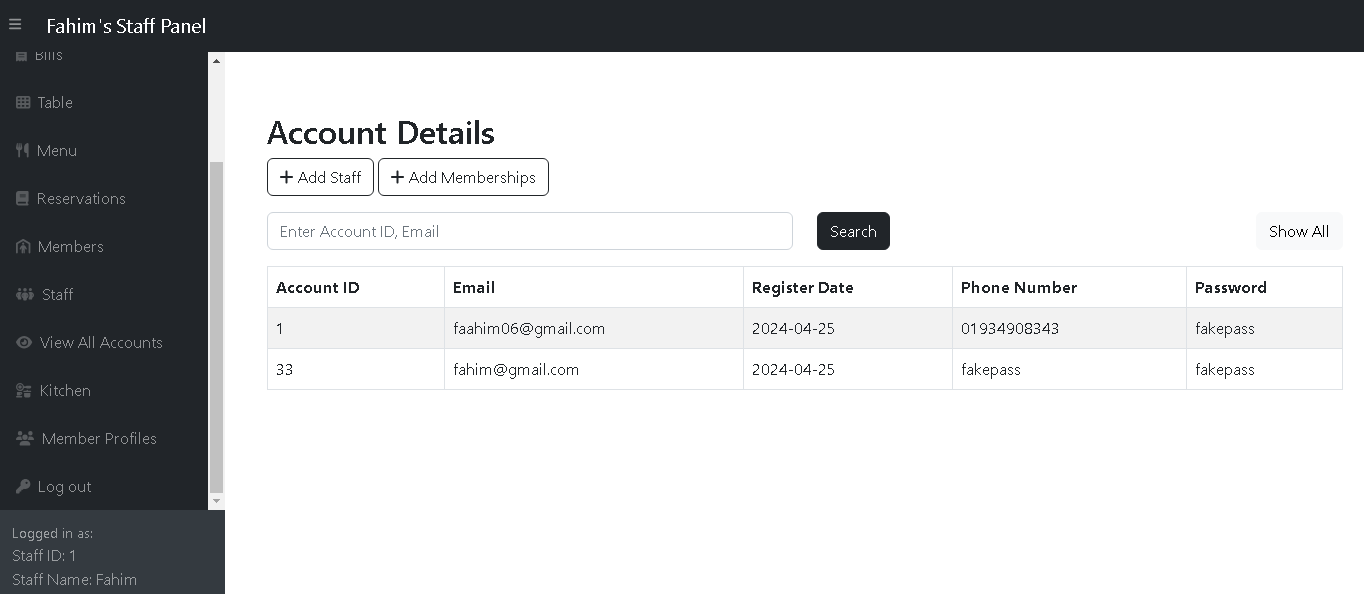 Fahim's Staff Panel
Bills
Table
Menu
Reservations
Members
Staff
View All Accounts
Kitchen
Member Profiles
Log out
Logged in as:
Staff ID: 1
Staff Name: Fahim
Account Details
+ Add Staff + Add Memberships
Enter Account ID, Email Search Show All
Account ID Email Register Date Phone Number Password
1 faahim06@gmail.com 2024-04-25 01934908343 fakepass
33 fahim@gmail.com 2024-04-25 fakepass fakepass